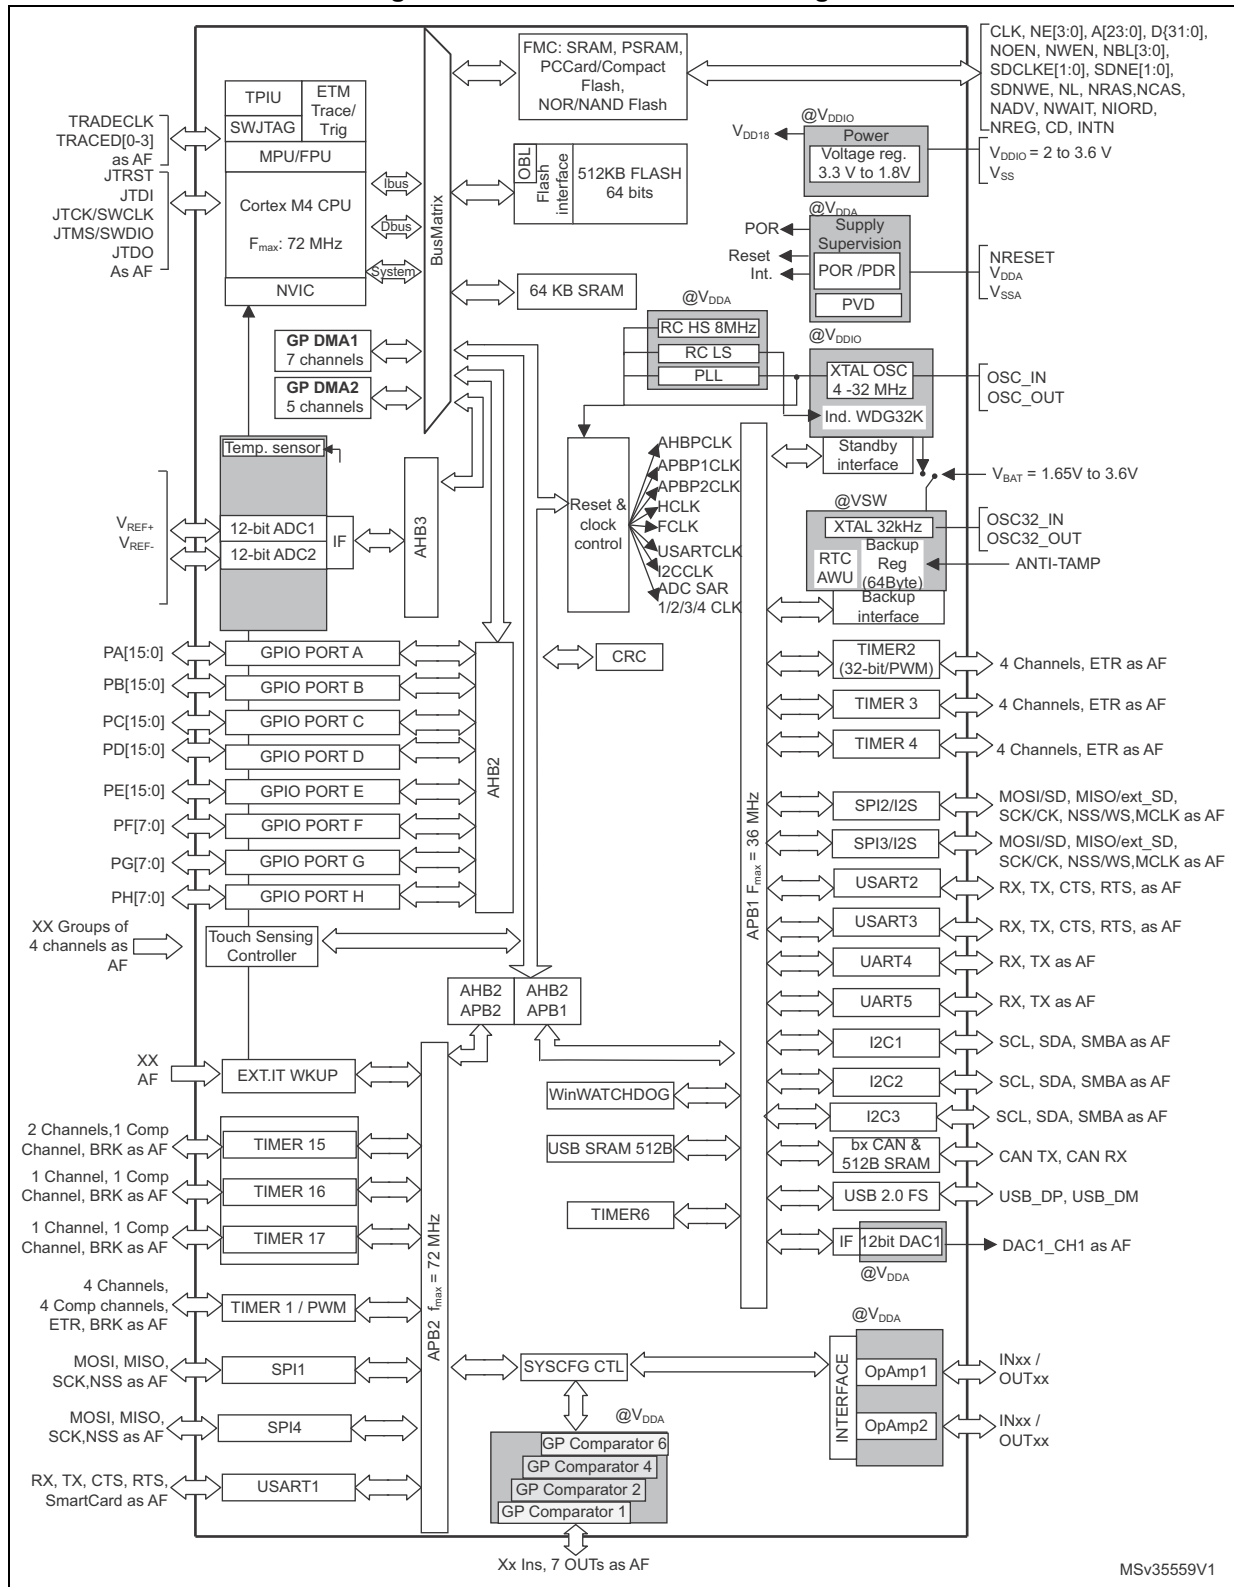 CLK, NE[3:0], A[23:0], D{31:0],
NOEN, NWEN, NBL[3:0],
SDCLKE[1:0], SDNE[1:0],
SDNWE, NL, NRAS,NCAS,
NADV, NWAIT, NIORD,
NREG, CD, INTN
FMC: SRAM, PSRAM,
PCCard/Compact
Flash,
NOR/NAND Flash
TPIU
ETM
Trace/
Trig
SWJTAG
MPU/FPU
Cortex M4 CPU
Fmax: 72 MHz
NVIC
TRADECLK
TRACED[0-3]
as AF
JTRST
JTDI
JTCK/SWCLK
JTMS/SWDIO
JTDO
As AF
Ibus
Dbus
System
BusMatrix
OBL
Flash
interface
512KB FLASH
64 bits
64 KB SRAM
@VDDIO
VDD18
Power
Voltage reg.
3.3 V to 1.8V
VDDIO = 2 to 3.6 V
VSS
@VDDA
POR
Reset
Int.
Supply
Supervision
POR /PDR
PVD
NRESET
VDDA
VSSA
@VDDA
RC HS 8MHz
RC LS
PLL
@VDDIO
XTAL OSC
4 -32 MHz
Ind. WDG32K
Standby
interface
OSC_IN
OSC_OUT
VBAT = 1.65V to 3.6V
@VSW
XTAL 32kHz
RTC
AWU
Backup
Reg
(64Byte)
Backup
interface
OSC32_IN
OSC32_OUT
ANTI-TAMP
GP DMA1
7 channels
GP DMA2
5 channels
Temp. sensor
VREF+
VREF-
12-bit ADC1
12-bit ADC2
IF
AHB3
Reset &
clock
control
AHBPCLK
APBP1CLK
APBP2CLK
HCLK
FCLK
USARTCLK
I2CCLK
ADC SAR
1/2/3/4 CLK
CRC
PA[15:0]
GPIO PORT A
PB[15:0]
GPIO PORT B
PC[15:0]
GPIO PORT C
PD[15:0]
GPIO PORT D
PE[15:0]
GPIO PORT E
PF[7:0]
GPIO PORT F
PG[7:0]
GPIO PORT G
PH[7:0]
GPIO PORT H
AHB2
XX Groups of
4 channels as
AF
Touch Sensing
Controller
AHB2
APB2
AHB2
APB1
XX
AF
EXT.IT WKUP
2 Channels,1 Comp
Channel, BRK as AF
TIMER 15
1 Channel, 1 Comp
Channel, BRK as AF
TIMER 16
1 Channel, 1 Comp
Channel, BRK as AF
TIMER 17
4 Channels,
4 Comp channels,
ETR, BRK as AF
TIMER 1 / PWM
MOSI, MISO,
SCK,NSS as AF
SPI1
MOSI, MISO,
SCK,NSS as AF
SPI4
RX, TX, CTS, RTS,
SmartCard as AF
USART1
APB2 fmax = 72 MHz
WinWATCHDOG
USB SRAM 512B
TIMER6
APB1 Fmax = 36 MHz
TIMER2
(32-bit/PWM)
4 Channels, ETR as AF
TIMER 3
4 Channels, ETR as AF
TIMER 4
4 Channels, ETR as AF
SPI2/I2S
MOSI/SD, MISO/ext_SD,
SCK/CK, NSS/WS,MCLK as AF
SPI3/I2S
MOSI/SD, MISO/ext_SD,
SCK/CK, NSS/WS,MCLK as AF
USART2
RX, TX, CTS, RTS, as AF
USART3
RX, TX, CTS, RTS, as AF
UART4
RX, TX as AF
UART5
RX, TX as AF
I2C1
SCL, SDA, SMBA as AF
I2C2
SCL, SDA, SMBA as AF
I2C3
SCL, SDA, SMBA as AF
bx CAN &
512B SRAM
CAN TX, CAN RX
USB 2.0 FS
USB_DP, USB_DM
IF
12bit DAC1
DAC1_CH1 as AF
@VDDA
@VDDA
INTERFACE
OpAmp1
INxx /
OUTxx
OpAmp2
INxx /
OUTxx
SYSCFG CTL
@VDDA
GP Comparator 6
GP Comparator 4
GP Comparator 2
GP Comparator 1
Xx Ins, 7 OUTs as AF
MSv35559V1